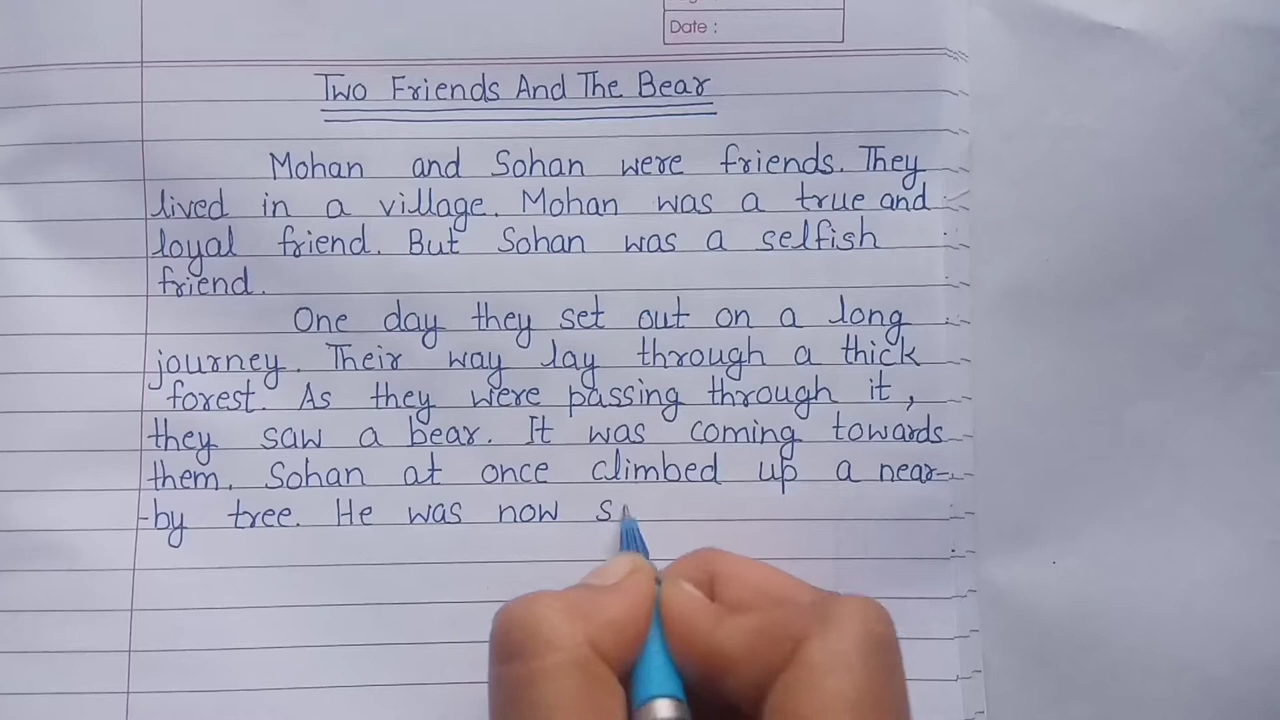 Date :
Two Friends And The Bear
Mohan and Sohan were friends. They
lived in a village. Mohan was a true and
loyal friend. But Sohan was a selfish
friend.
One day they set out on a long
journey. Their way lay through a thick
forest. As they were passing through it,
they saw a bear. It was coming towards
them. Sohan at once climbed up a near-
-by tree. He was now s